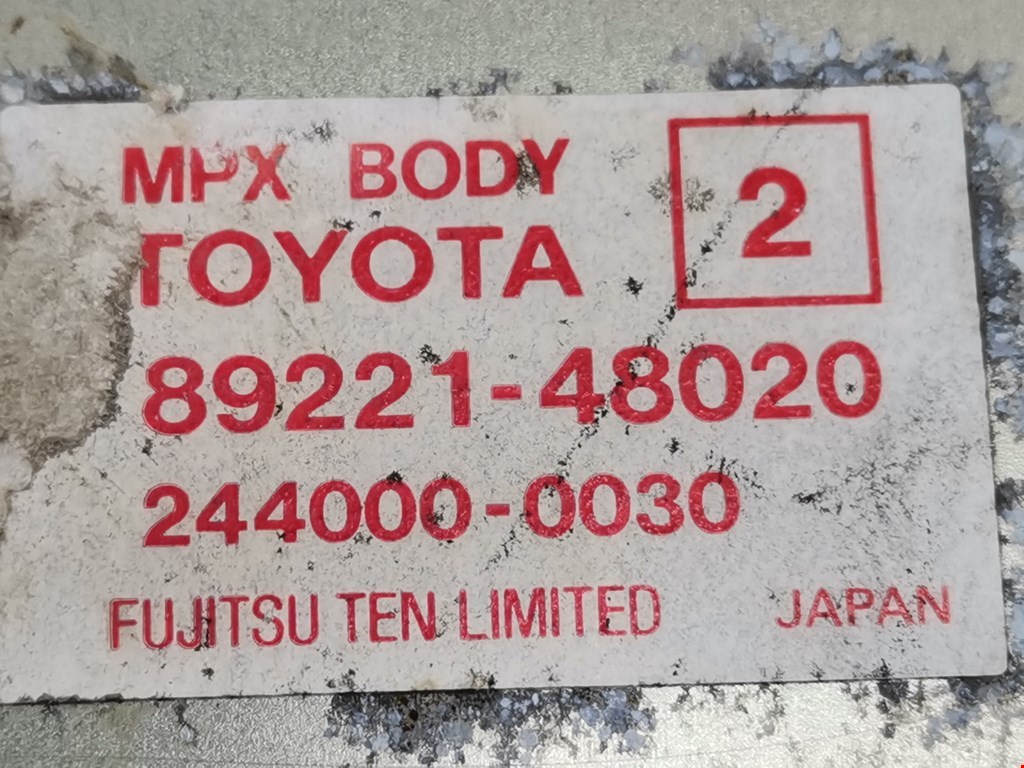 MPX BODY
TOYOTA
2
89221-48020
244000-0030
FUJITSU TEN LIMITED JAPAN